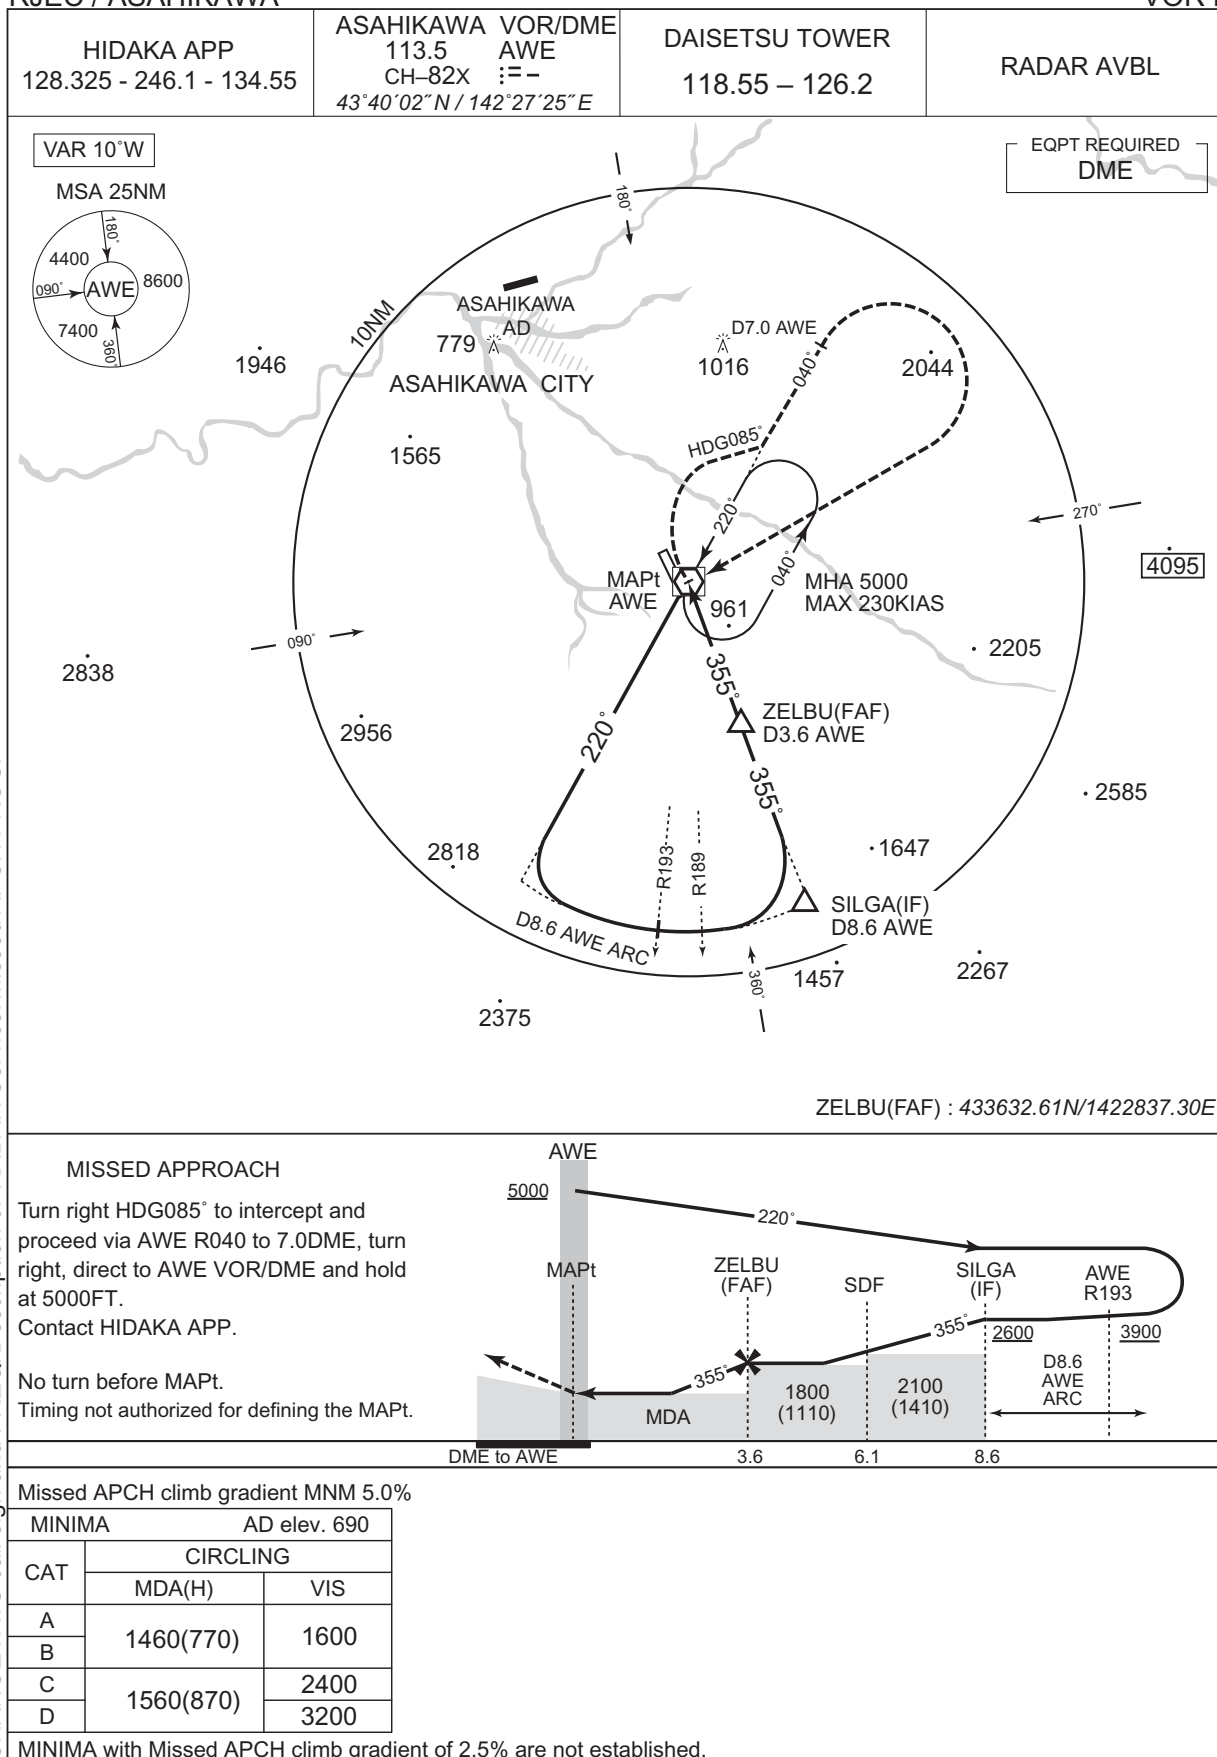 RJEC / ASAHIKAWA
HIDAKA APP
128.325 - 246.1 - 134.55
ASAHIKAWA VOR/DME
113.5 AWE
CH–82X
43˚40´02˝N / 142˚27´25˝E
DAISETSU TOWER
118.55 – 126.2
RADAR AVBL
VAR 10˚W
EQPT REQUIRED
DME
MSA 25NM
180˚
4400
8600
090˚
AWE
7400
360˚
180˚
10NM
ASAHIKAWA
AD
779
ASAHIKAWA CITY
1946
1565
D7.0 AWE
1016
040˚
2044
HDG085˚
220˚
040˚
270˚
4095
MAPt
AWE
961
MHA 5000
MAX 230KIAS
090˚
2205
2838
355˚
ZELBU(FAF)
D3.6 AWE
2956
220˚
355˚
2585
2818
R193
R189
1647
SILGA(IF)
D8.6 AWE
D8.6 AWE ARC
360˚
1457
2267
2375
ZELBU(FAF) : 433632.61N/1422837.30E
MISSED APPROACH
Turn right HDG085˚ to intercept and
proceed via AWE R040 to 7.0DME, turn
right, direct to AWE VOR/DME and hold
at 5000FT.
Contact HIDAKA APP.
No turn before MAPt.
Timing not authorized for defining the MAPt.
AWE
5000
220˚
MAPt
ZELBU
(FAF)
SDF
SILGA
(IF)
AWE
R193
355˚
2600
3900
355˚
MDA
1800
(1110)
2100
(1410)
D8.6
AWE
ARC
DME to AWE
3.6
6.1
8.6
Missed APCH climb gradient MNM 5.0%
MINIMA AD elev. 690
CAT
CIRCLING
MDA(H)
VIS
A
B
1460(770)
1600
C
D
1560(870)
2400
3200
MINIMA with Missed APCH climb gradient of 2.5% are not established.